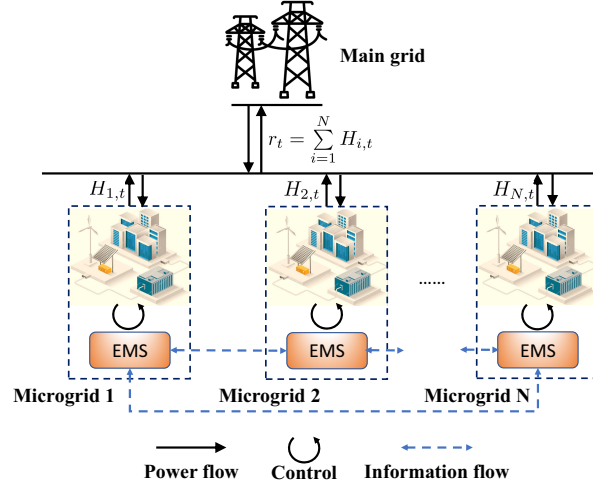 Main grid
r_t = \sum_{i=1}^{N} H_{i,t}
H_{1,t} H_{2,t} H_{N,t}
......
EMS EMS EMS
Microgrid 1 Microgrid 2 Microgrid N
Power flow Control Information flow